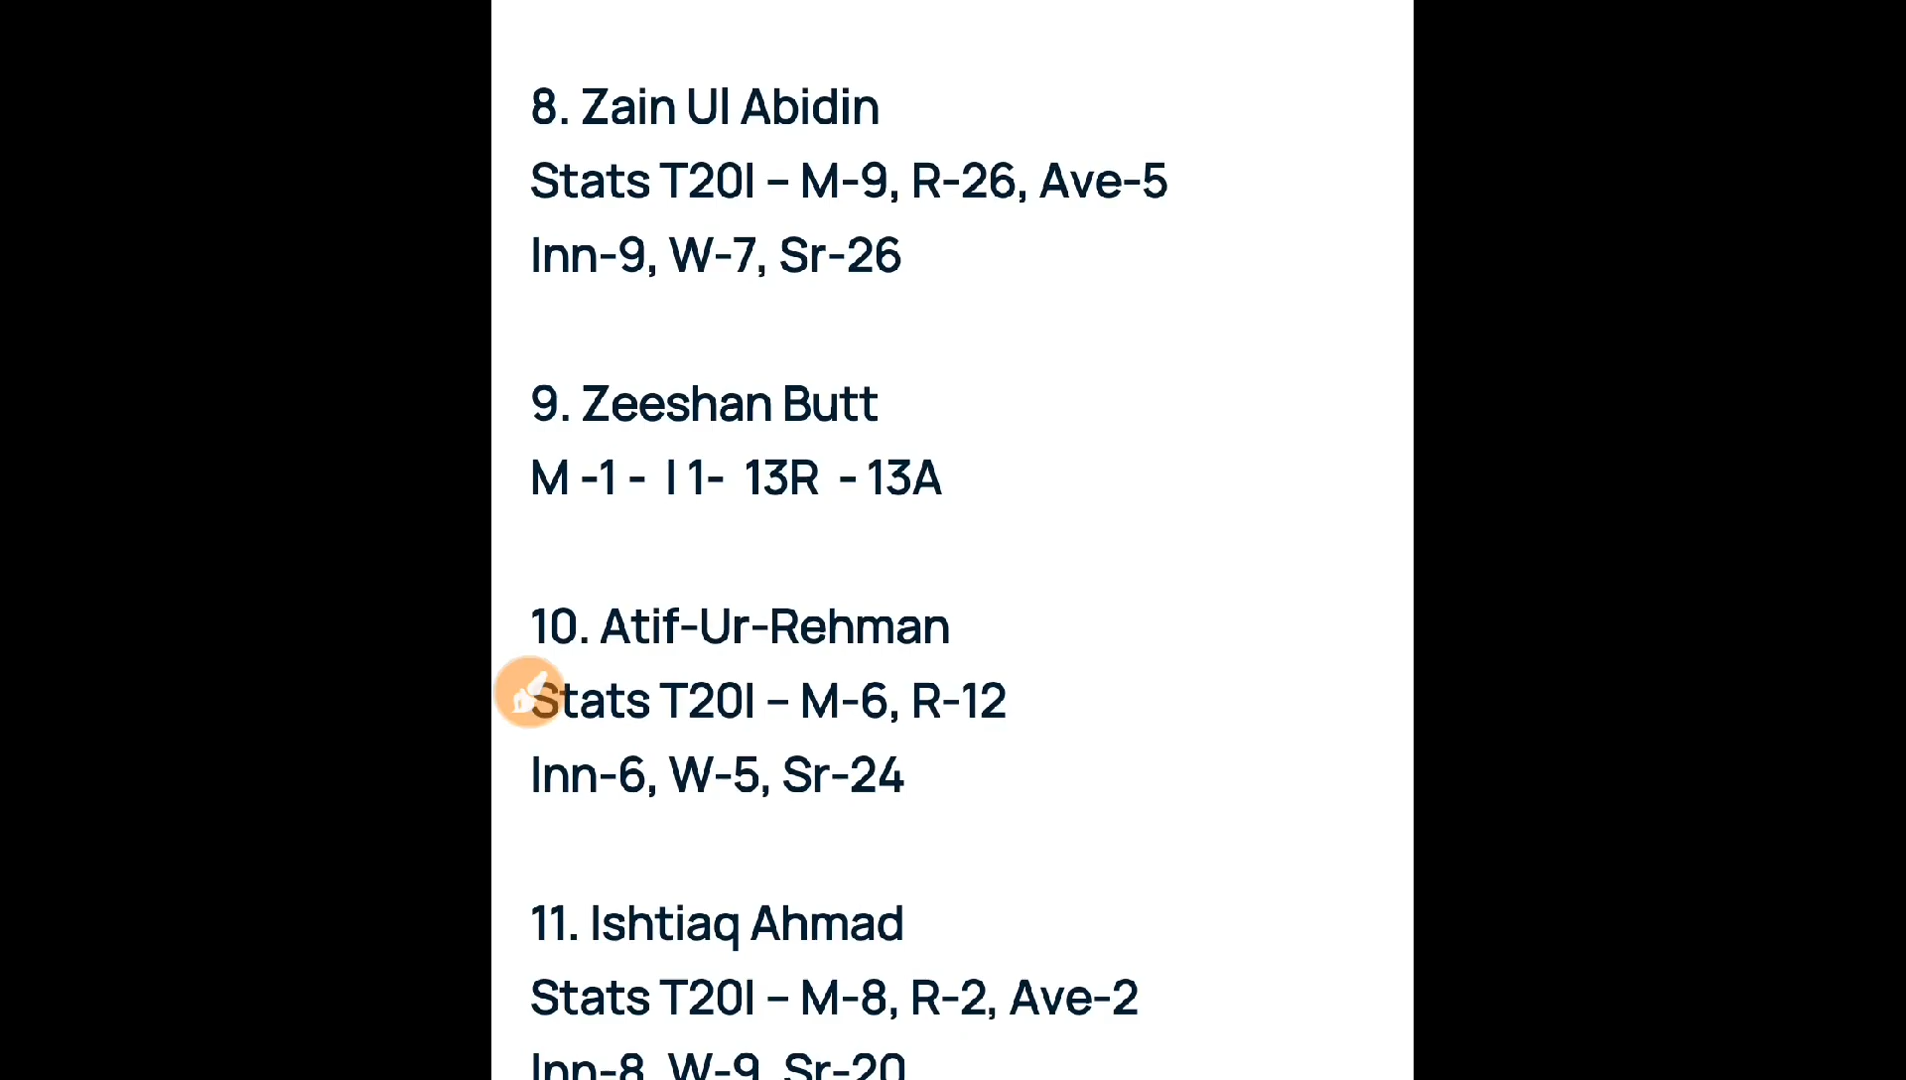 8. Zain Ul Abidin
Stats T20I – M-9, R-26, Ave-5
Inn-9, W-7, Sr-26
9. Zeeshan Butt
M -1 - I 1- 13R - 13A
10. Atif-Ur-Rehman
Stats T20I – M-6, R-12
Inn-6, W-5, Sr-24
11. Ishtiaq Ahmad
Stats T20I – M-8, R-2, Ave-2
Inn-8, W-9, Sr-20